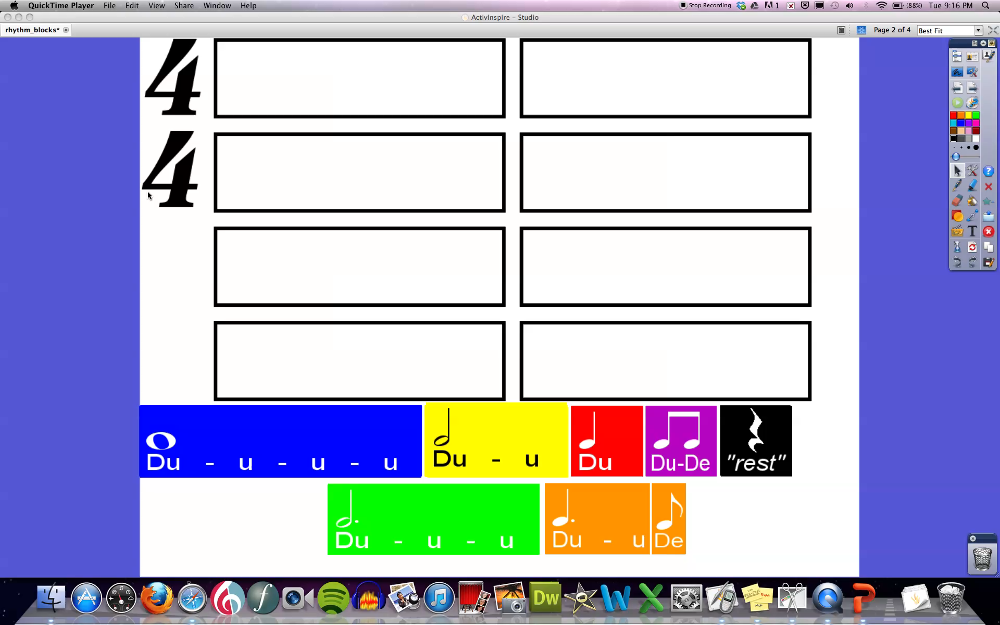 QuickTime Player File Edit View Share Window Help Stop Recording 1 (88%) Tue 9:16 PM
ActivInspire – Studio
rhythm_blocks* Page 2 of 4 Best Fit
4
4
Du - u - u - u Du - u Du Du-De "rest"
Du - u - u Du - u De
T
f Dw W X P